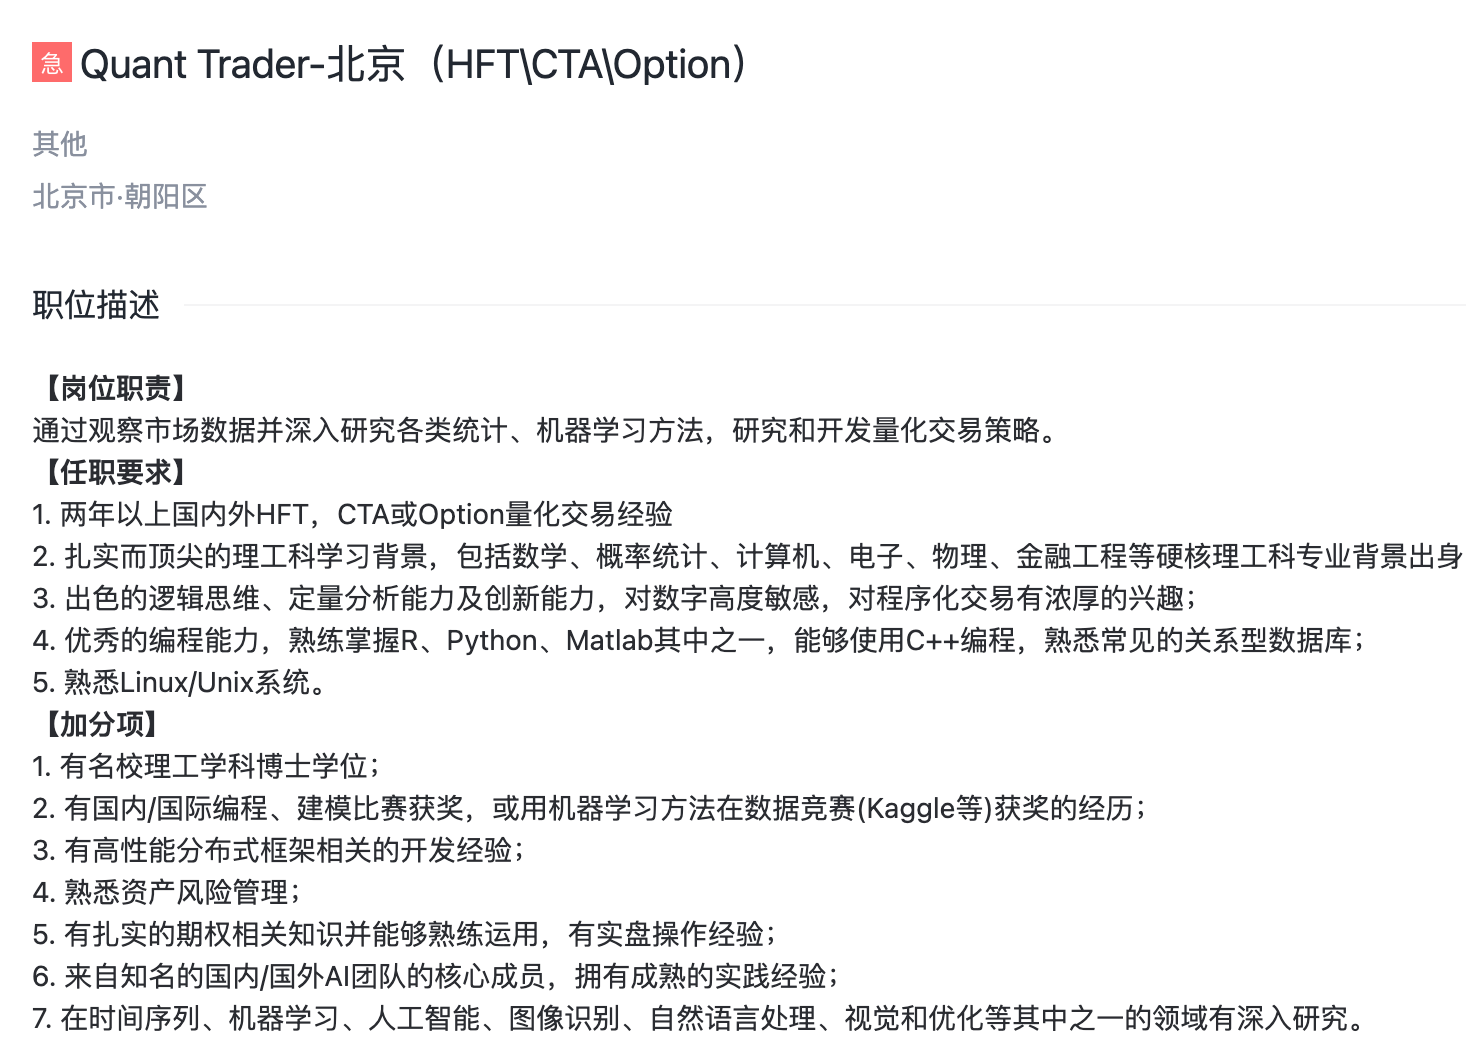 急 Quant Trader-北京（HFT\CTA\Option）
其他
北京市·朝阳区
职位描述
【岗位职责】
通过观察市场数据并深入研究各类统计、机器学习方法，研究和开发量化交易策略。
【任职要求】
1. 两年以上国内外HFT，CTA或Option量化交易经验
2. 扎实而顶尖的理工科学习背景，包括数学、概率统计、计算机、电子、物理、金融工程等硬核理工科专业背景出身
3. 出色的逻辑思维、定量分析能力及创新能力，对数字高度敏感，对程序化交易有浓厚的兴趣；
4. 优秀的编程能力，熟练掌握R、Python、Matlab其中之一，能够使用C++编程，熟悉常见的关系型数据库；
5. 熟悉Linux/Unix系统。
【加分项】
1. 有名校理工学科博士学位；
2. 有国内/国际编程、建模比赛获奖，或用机器学习方法在数据竞赛(Kaggle等)获奖的经历；
3. 有高性能分布式框架相关的开发经验；
4. 熟悉资产风险管理；
5. 有扎实的期权相关知识并能够熟练运用，有实盘操作经验；
6. 来自知名的国内/国外AI团队的核心成员，拥有成熟的实践经验；
7. 在时间序列、机器学习、人工智能、图像识别、自然语言处理、视觉和优化等其中之一的领域有深入研究。